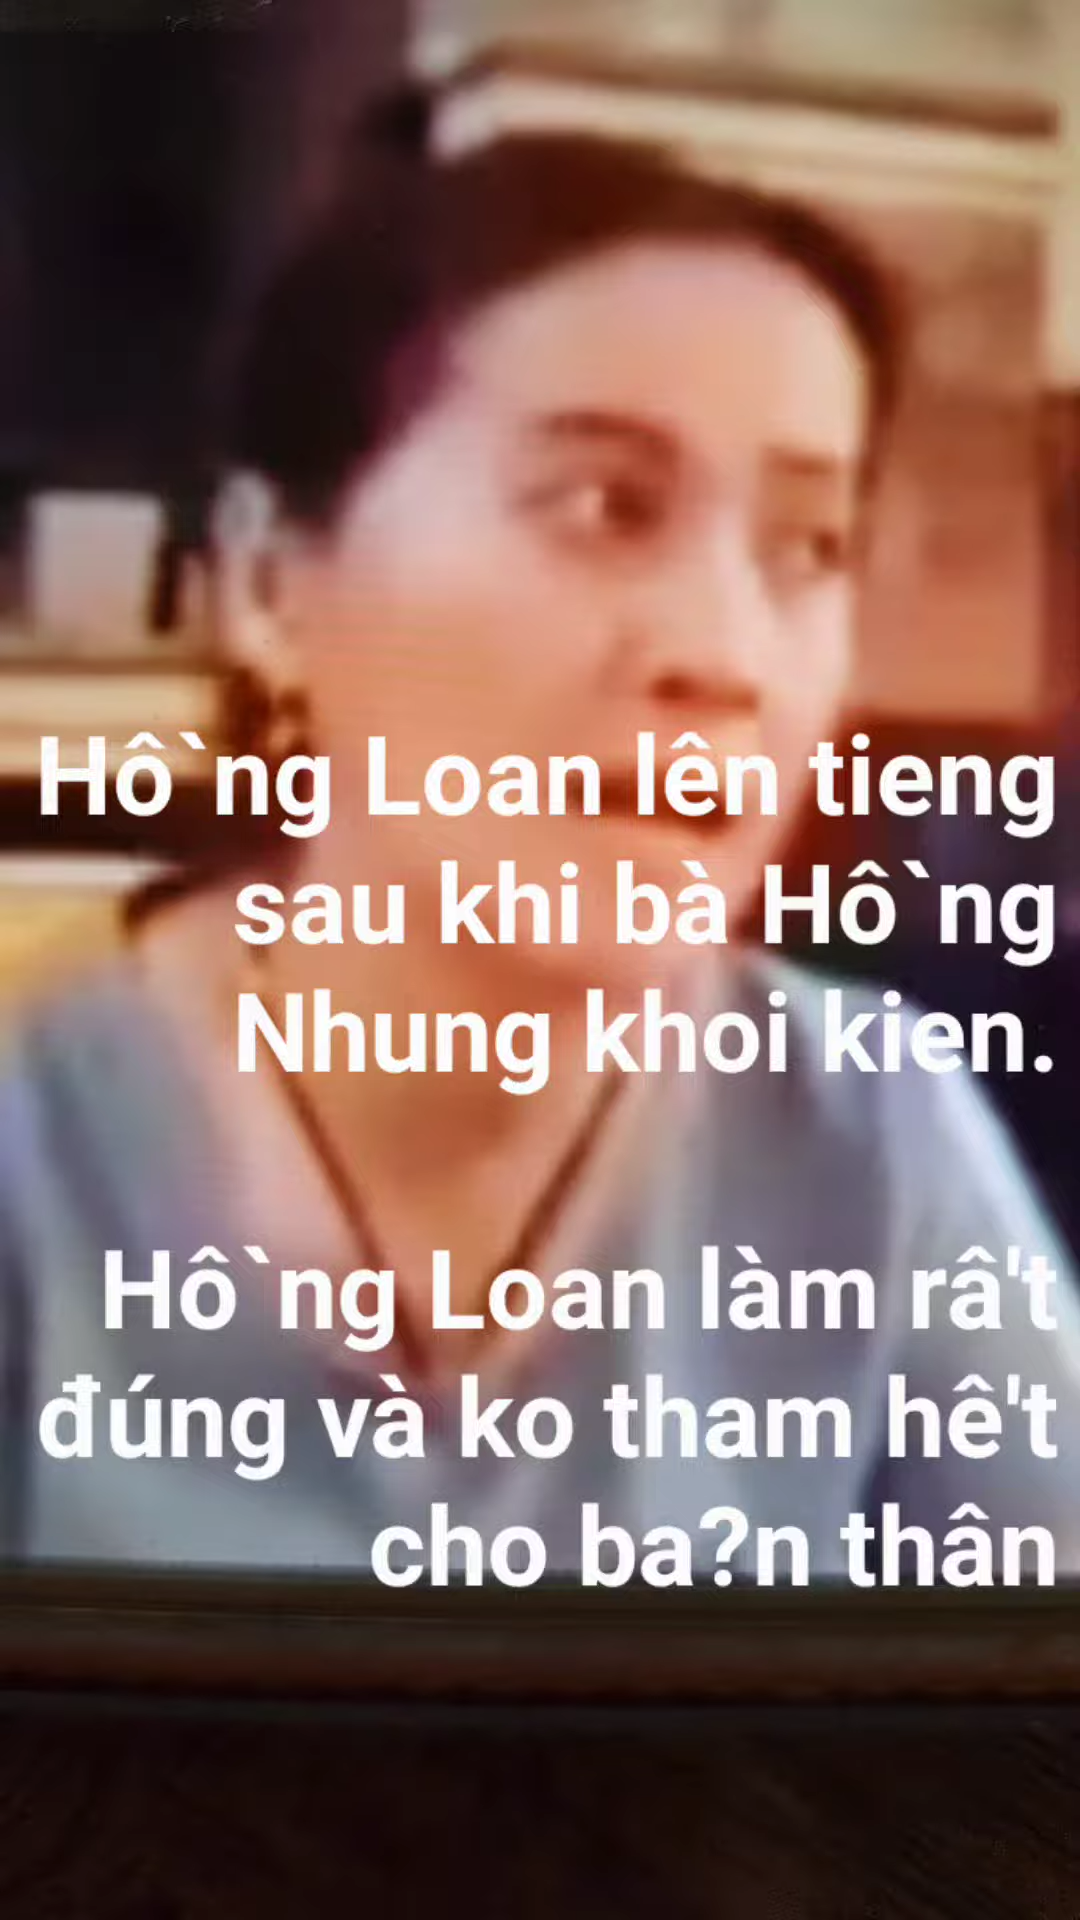 Hô`ng Loan lên tieng
sau khi bà Hô`ng
Nhung khoi kien.
Hô`ng Loan làm râ't
đúng và ko tham hê't
cho ba?n thân